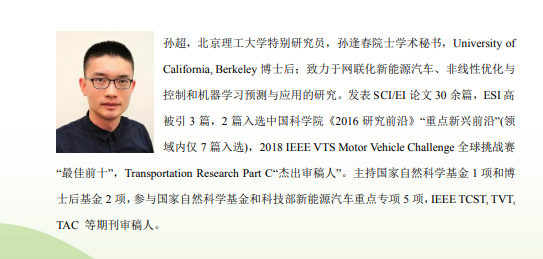 孙超，北京理工大学特别研究员，孙逢春院士学术秘书，University of
California, Berkeley 博士后；致力于网联化新能源汽车、非线性优化与
控制和机器学习预测与应用的研究。发表 SCI/EI 论文 30 余篇，ESI 高
被引 3 篇，2 篇入选中国科学院《2016 研究前沿》“重点新兴前沿”(领
域内仅 7 篇入选)，2018 IEEE VTS Motor Vehicle Challenge 全球挑战赛
“最佳前十”，Transportation Research Part C“杰出审稿人”。主持国家自然科学基金 1 项和博
士后基金 2 项，参与国家自然科学基金和科技部新能源汽车重点专项 5 项，IEEE TCST, TVT,
TAC 等期刊审稿人。